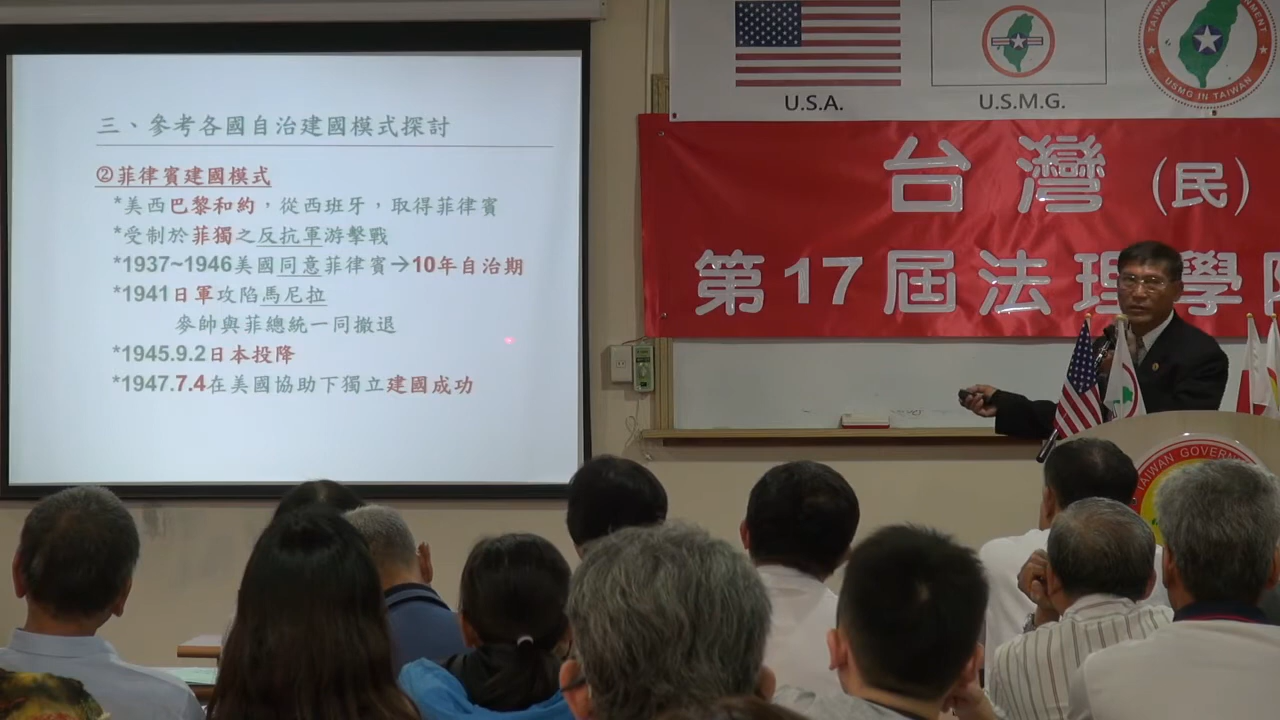 三、參考各國自治建國模式探討
②菲律賓建國模式
*美西巴黎和約，從西班牙，取得菲律賓
*受制於菲獨之反抗軍游擊戰
*1937~1946美國同意菲律賓→10年自治期
*1941日軍攻陷馬尼拉
麥帥與菲總統一同撤退
*1945.9.2日本投降
*1947.7.4在美國協助下獨立建國成功
U.S.A.
U.S.M.G.
USMG IN TAIWAN
台灣(民)
第17屆法理學
TAIWAN GOVERNM